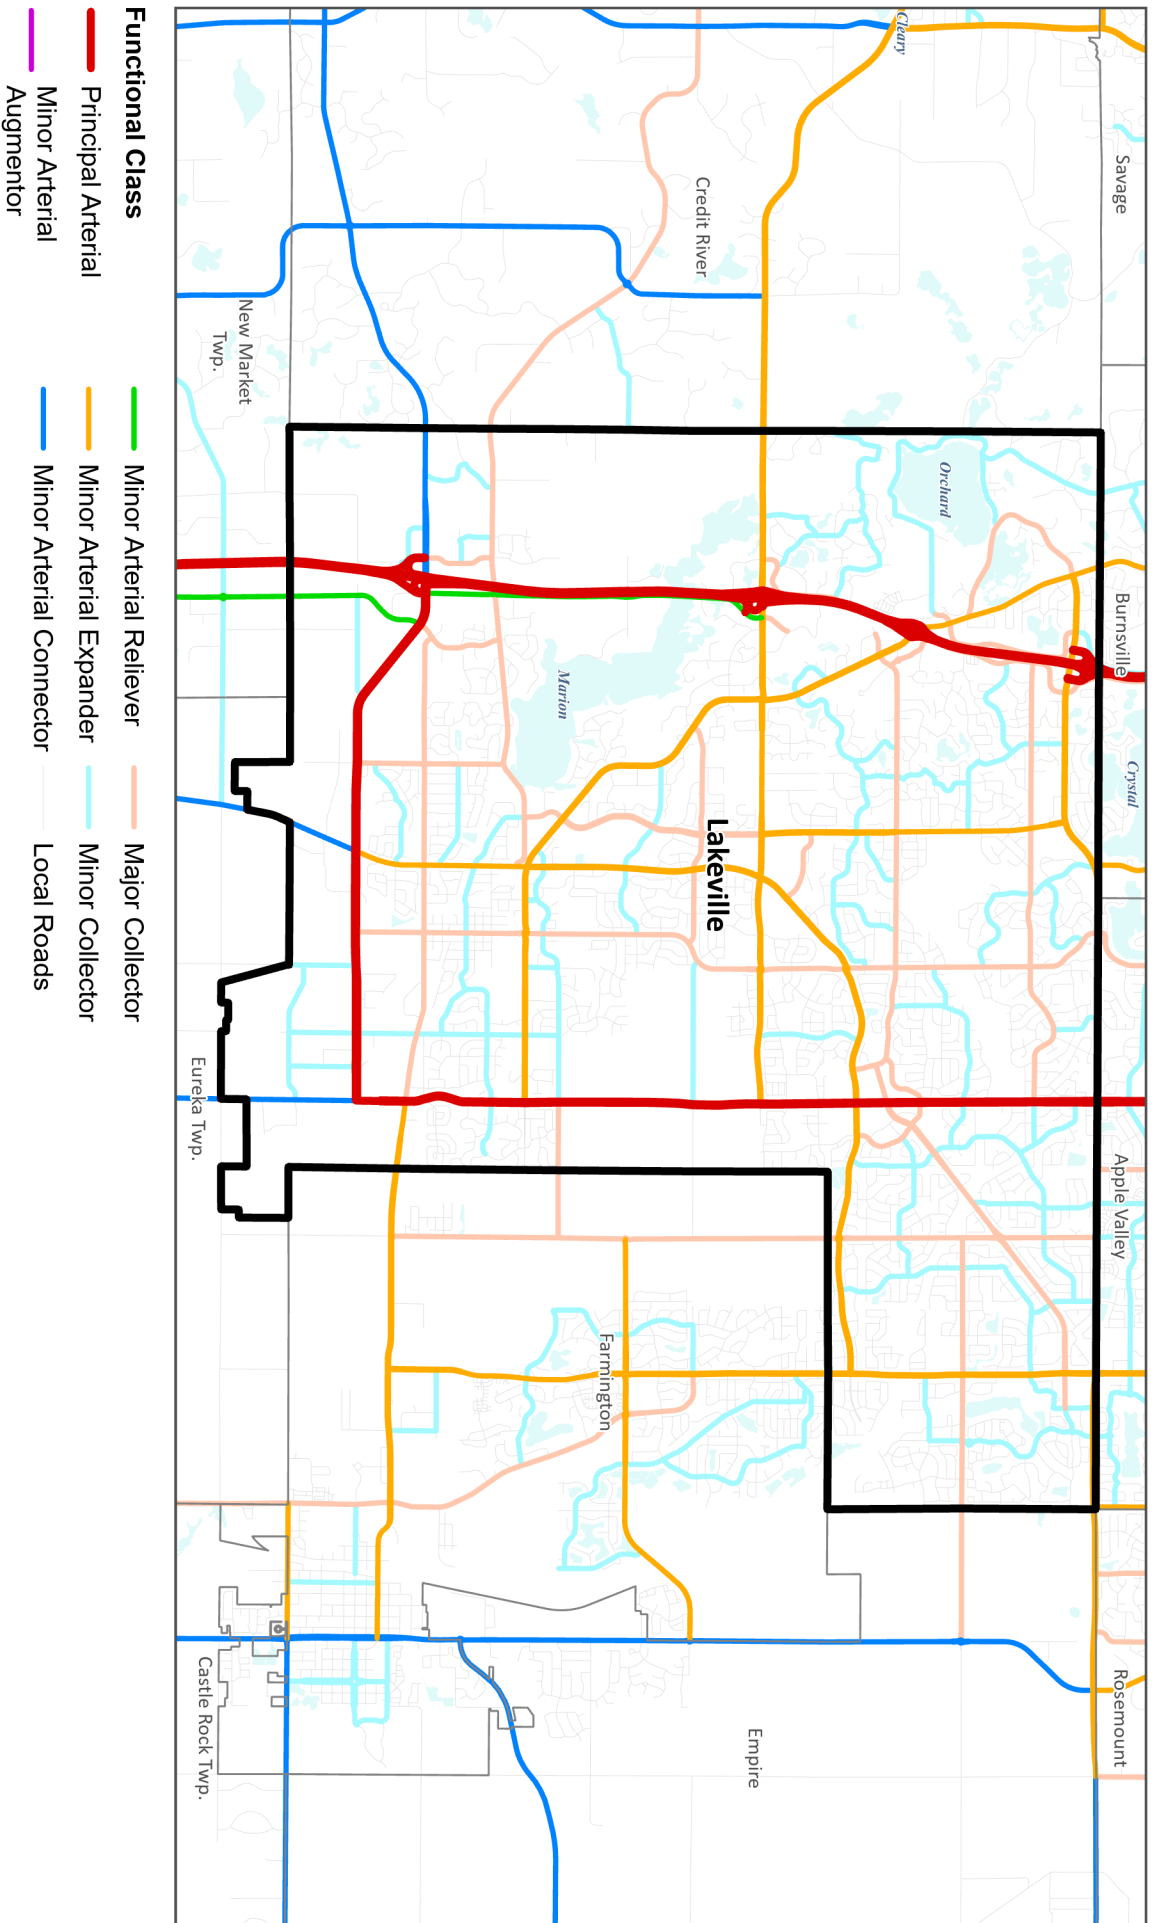 Cleary
Savage
Credit River
New Market
Twp.
Orchard
Burnsville
Marion
Crystal
Lakeville
Eureka Twp.
Apple Valley
Farmington
Castle Rock Twp.
Empire
Rosemount
Functional Class
Principal Arterial
Minor Arterial
Augmentor
Minor Arterial Reliever
Minor Arterial Expander
Minor Arterial Connector
Major Collector
Minor Collector
Local Roads